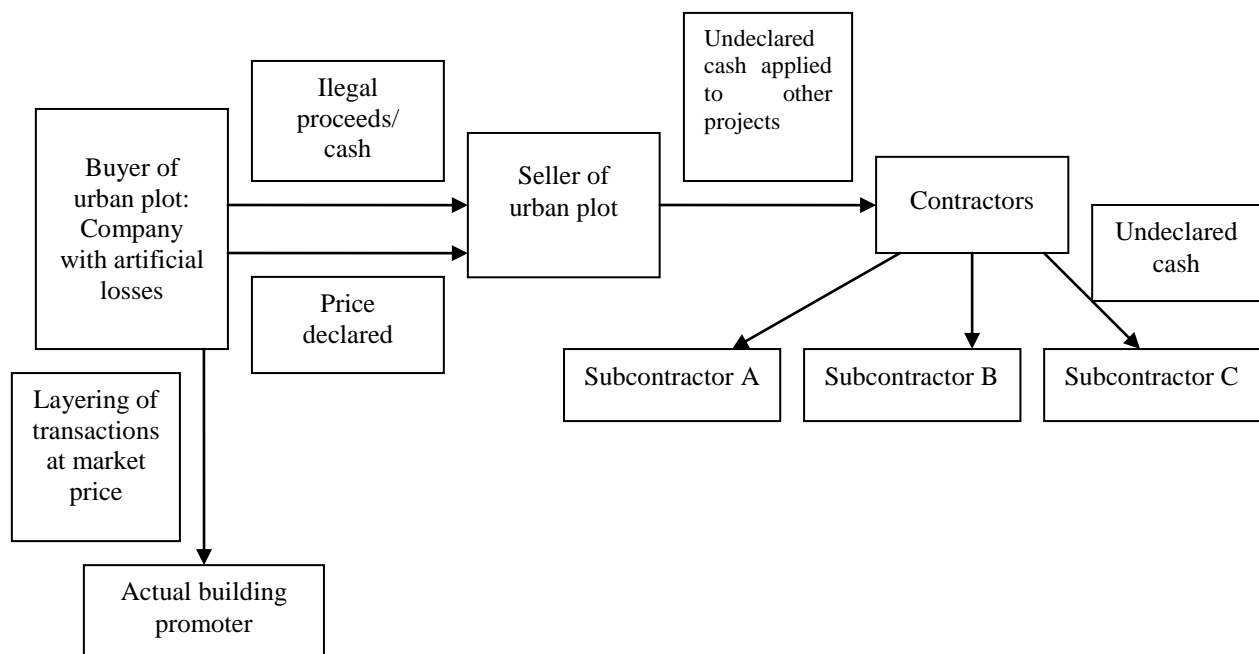 Buyer of
urban plot:
Company
with artificial
losses
Ilegal
proceeds/
cash
Price
declared
Seller of
urban plot
Undeclared
cash applied
to other
projects
Contractors
Undeclared
cash
Subcontractor A
Subcontractor B
Subcontractor C
Layering of
transactions
at market
price
Actual building
promoter